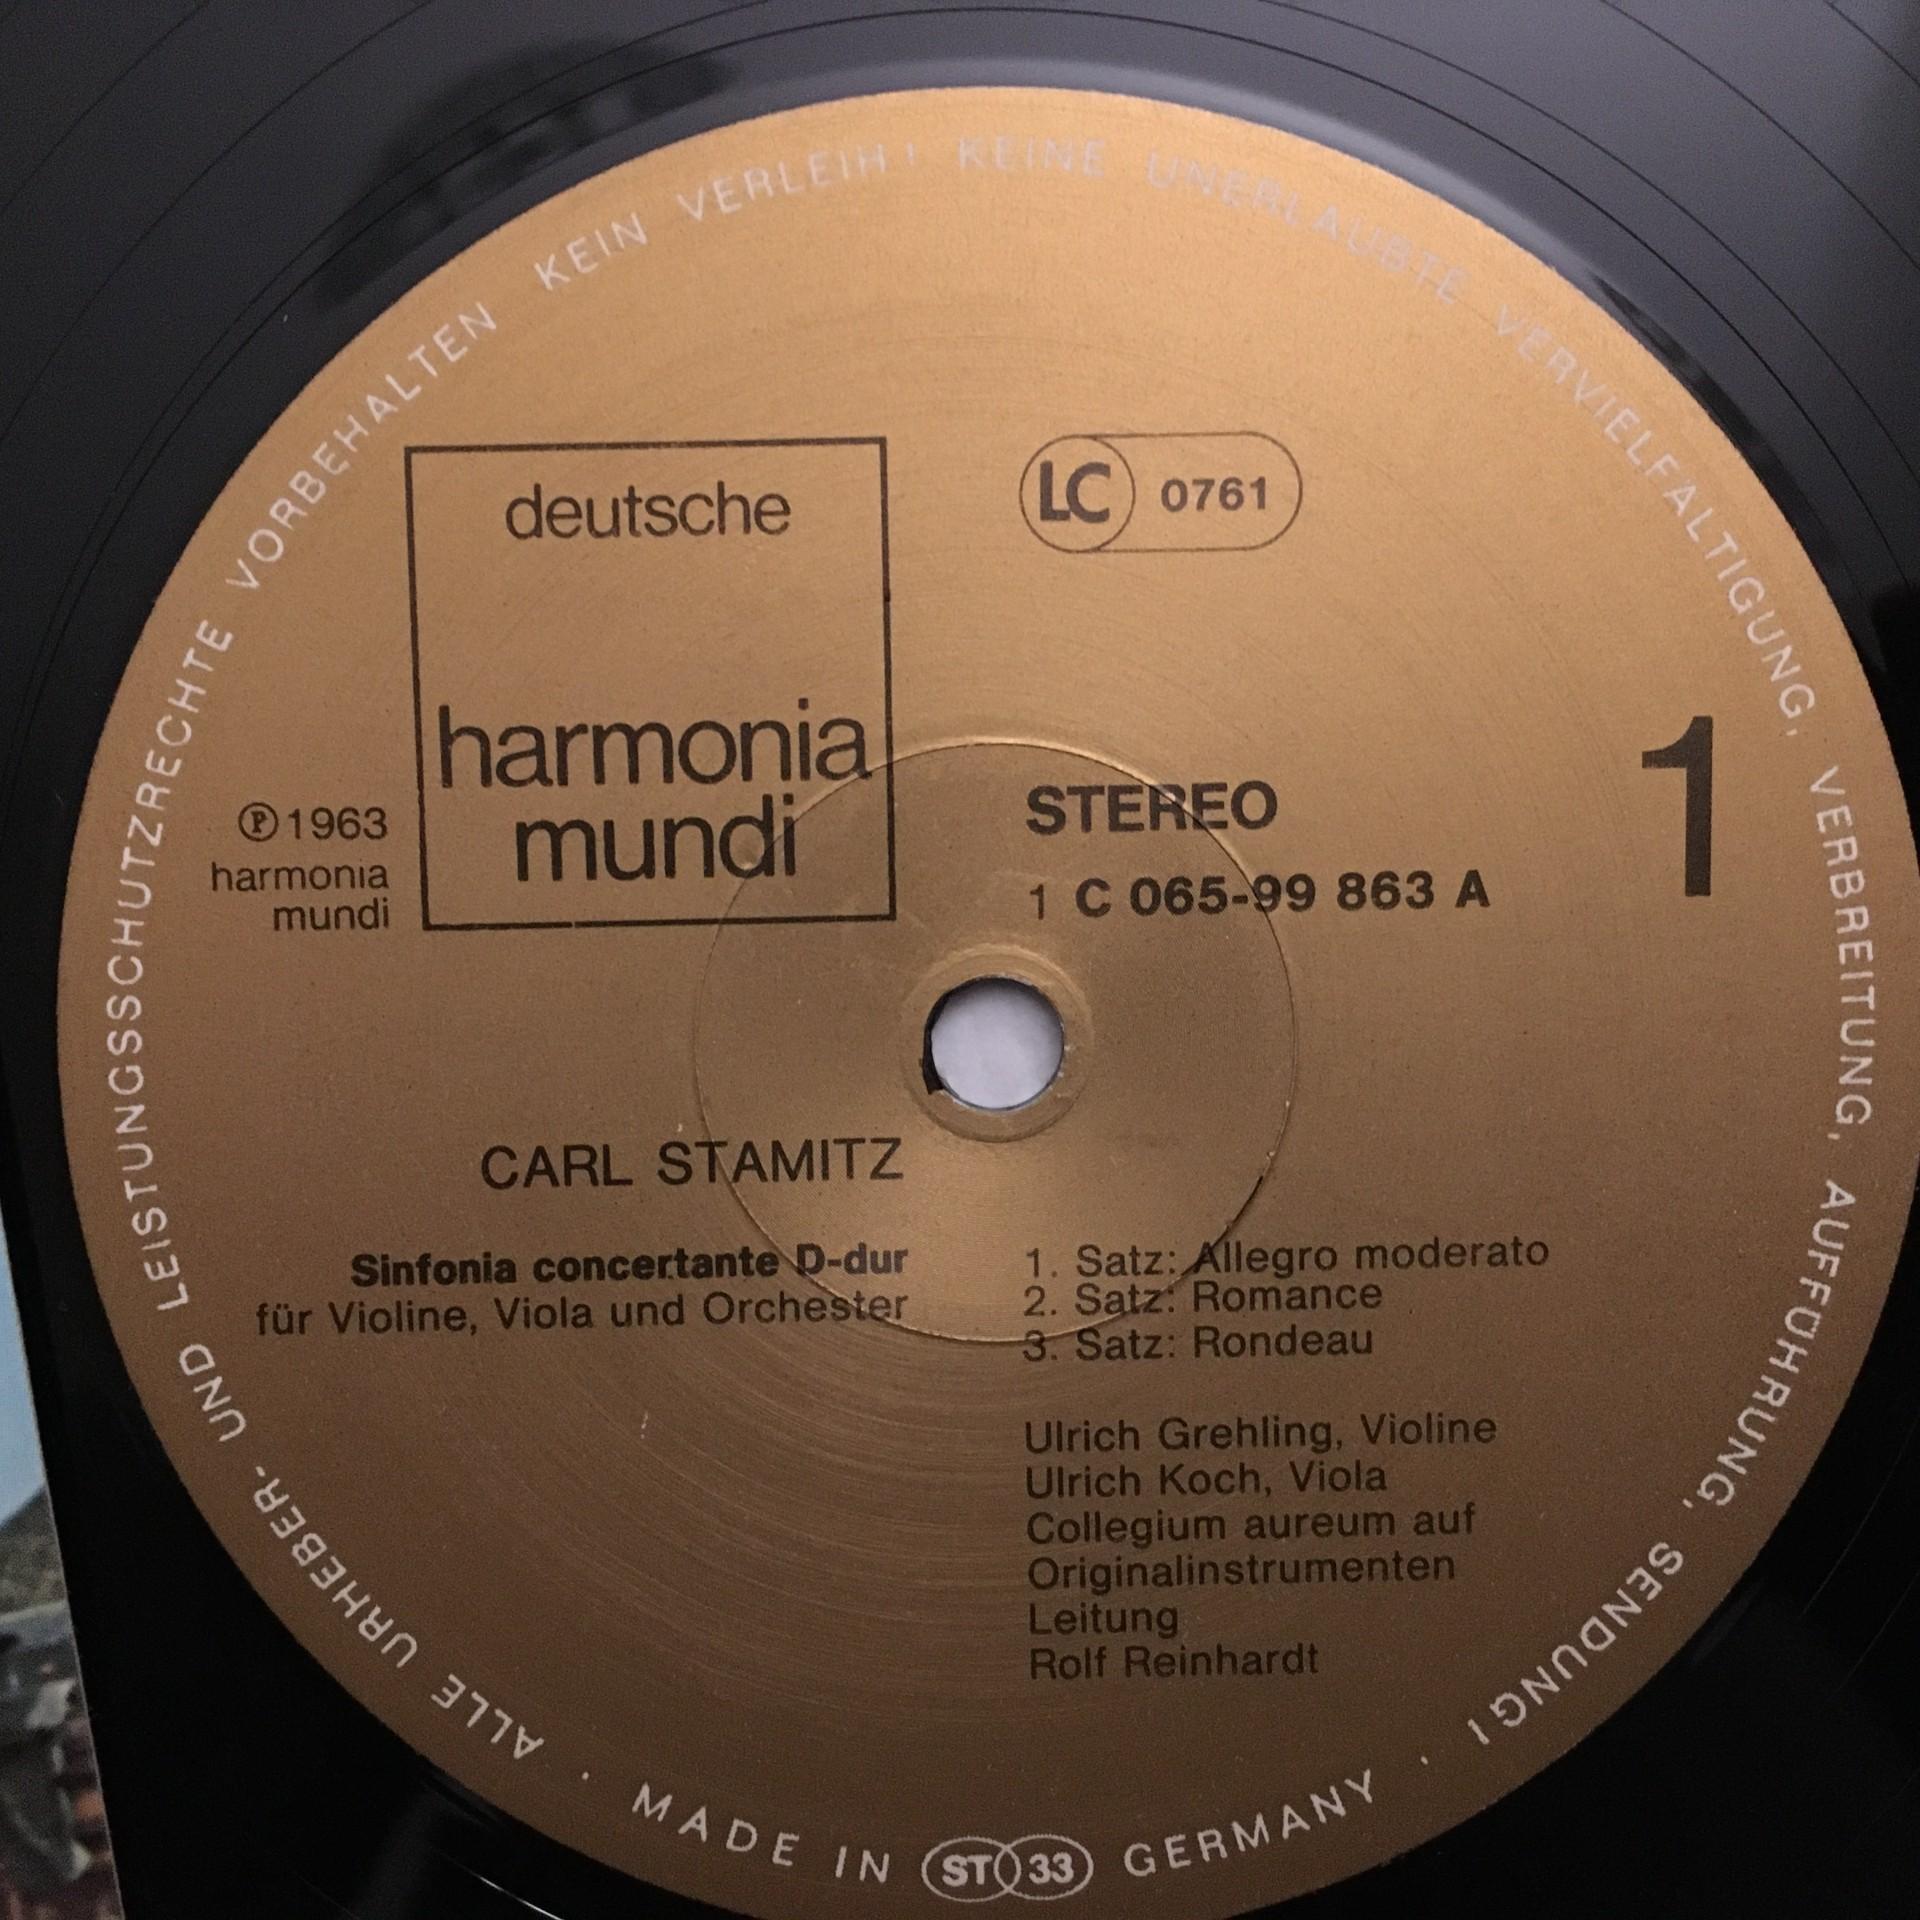 ALLE URHEBER- UND LEISTUNGSSCHUTZRECHTE VORBEHALTEN KEIN VERLEIH! KEINE UNERLAUBTE VERVIELFALTIGUNG, VERBREITUNG, AUFFÜHRUNG, SENDUNG!
deutsche
harmonia
mundi
LC 0761
℗1963
harmonia
mundi
STEREO
1 C 065-99 863 A
1
CARL STAMITZ
Sinfonia concertante D-dur
für Violine, Viola und Orchester
1. Satz: Allegro moderato
2. Satz: Romance
3. Satz: Rondeau
Ulrich Grehling, Violine
Ulrich Koch, Viola
Collegium aureum auf
Originalinstrumenten
Leitung
Rolf Reinhardt
· MADE IN ST 33 GERMANY ·